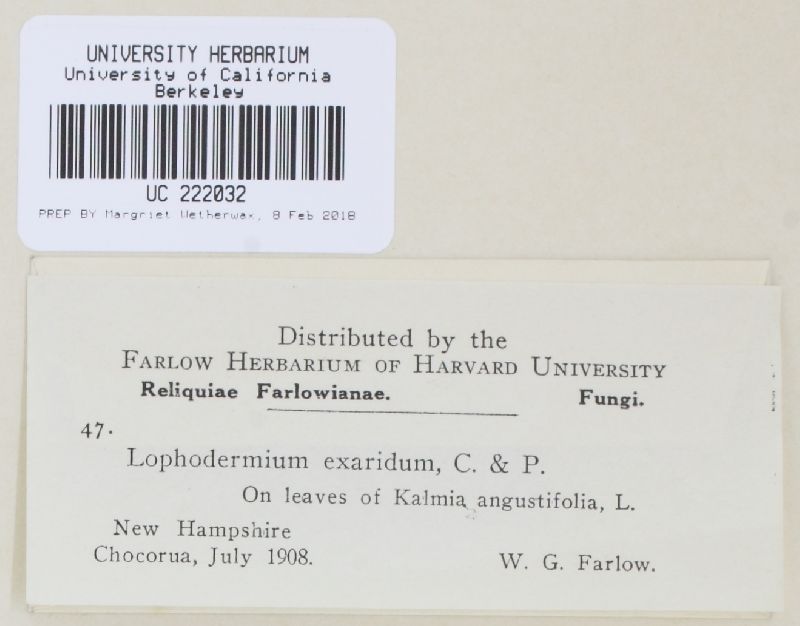 UNIVERSITY HERBARIUM
University of California
Berkeley
UC 222032
PREP BY Margriet Wetherwax, 8 Feb 2018
Distributed by the
FARLOW HERBARIUM OF HARVARD UNIVERSITY
Reliquiae Farlowianae. Fungi.
47.
Lophodermium exaridum, C. & P.
On leaves of Kalmia angustifolia, L.
New Hampshire
Chocorua, July 1908. W. G. Farlow.